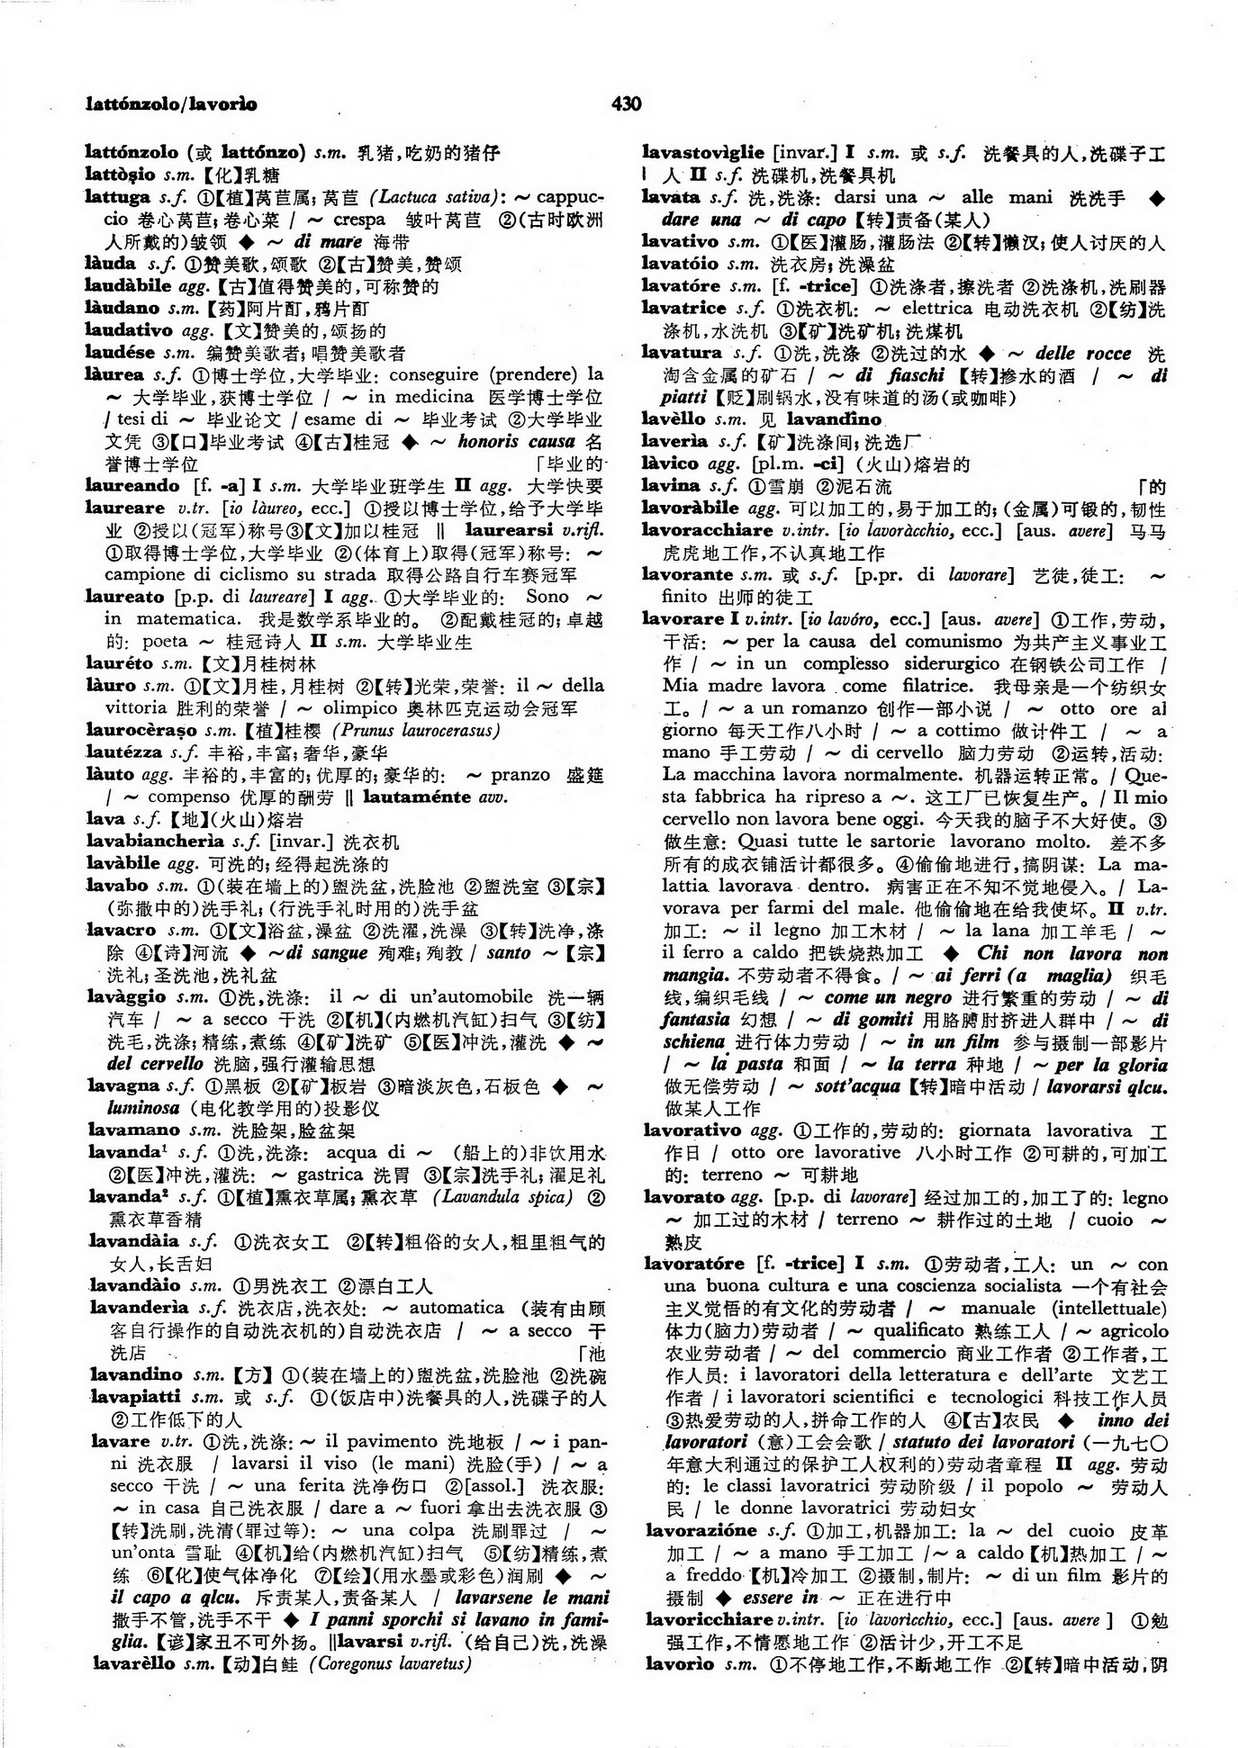 lattónzolo/lavorìo
430
lattónzolo (或 lattónzo) s.m. 乳猪,吃奶的猪仔
lattòṣio s.m.【化】乳糖
lattuga s.f. ①【植】莴苣属; 莴苣 (Lactuca sativa): ～ cappuc-
cio 卷心莴苣; 卷心菜 / ～ crespa 皱叶莴苣 ②(古时欧洲
人所戴的)皱领 ◆ ～ di mare 海带
làuda s.f. ①赞美歌,颂歌 ②【古】赞美,赞颂
laudàbile agg.【古】值得赞美的,可称赞的
làudano s.m.【药】阿片酊,鸦片酊
laudativo agg.【文】赞美的,颂扬的
laudése s.m. 编赞美歌者; 唱赞美歌者
làurea s.f. ①博士学位,大学毕业: conseguire (prendere) la
～ 大学毕业,获博士学位 / ～ in medicina 医学博士学位
/ tesi di ～ 毕业论文 / esame di ～ 毕业考试 ②大学毕业
文凭 ③【口】毕业考试 ④【古】桂冠 ◆ ～ honoris causa 名
誉博士学位 「毕业的
laureando [f. -a] I s.m. 大学毕业班学生 II agg. 大学快要
laureare v.tr. [io làureo, ecc.] ①授以博士学位,给予大学毕
业 ②授以(冠军)称号③【文】加以桂冠 ‖ laurearsi v.rifl.
①取得博士学位,大学毕业 ②(体育上)取得(冠军)称号: ～
campione di ciclismo su strada 取得公路自行车赛冠军
laureato [p.p. di laureare] I agg. ①大学毕业的: Sono ～
in matematica. 我是数学系毕业的。 ②配戴桂冠的; 卓越
的: poeta ～ 桂冠诗人 II s.m. 大学毕业生
lauréto s.m.【文】月桂树林
làuro s.m. ①【文】月桂,月桂树 ②【转】光荣,荣誉: il ～ della
vittoria 胜利的荣誉 / ～ olimpico 奥林匹克运动会冠军
laurocèraṣo s.m.【植】桂樱 (Prunus laurocerasus)
lautézza s.f. 丰裕,丰富; 奢华,豪华
làuto agg. 丰裕的,丰富的; 优厚的; 豪华的: ～ pranzo 盛筵
/ ～ compenso 优厚的酬劳 ‖ lautaménte avv.
lava s.f.【地】(火山)熔岩
lavabiancherìa s.f. [invar.] 洗衣机
lavàbile agg. 可洗的; 经得起洗涤的
lavabo s.m. ①(装在墙上的)盥洗盆,洗脸池 ②盥洗室 ③【宗】
(弥撒中的)洗手礼; (行洗手礼时用的)洗手盆
lavacro s.m. ①【文】浴盆,澡盆 ②洗濯,洗澡 ③【转】洗净,涤
除 ④【诗】河流 ◆ ～di sangue 殉难; 殉教 / santo ～【宗】
洗礼; 圣洗池,洗礼盆
lavàggio s.m. ①洗,洗涤: il ～ di un'automobile 洗一辆
汽车 / ～ a secco 干洗 ②【机】(内燃机汽缸)扫气 ③【纺】
洗毛,洗涤; 精练,煮练 ④【矿】洗矿 ⑤【医】冲洗,灌洗 ◆ ～
del cervello 洗脑,强行灌输思想
lavagna s.f. ①黑板 ②【矿】板岩 ③暗淡灰色,石板色 ◆ ～
luminosa (电化教学用的)投影仪
lavamano s.m. 洗脸架,脸盆架
lavanda¹ s.f. ①洗,洗涤: acqua di ～ (船上的)非饮用水
②【医】冲洗,灌洗: ～ gastrica 洗胃 ③【宗】洗手礼; 濯足礼
lavanda² s.f. ①【植】熏衣草属; 熏衣草 (Lavandula spica) ②
熏衣草香精
lavandàia s.f. ①洗衣女工 ②【转】粗俗的女人,粗里粗气的
女人,长舌妇
lavandàio s.m. ①男洗衣工 ②漂白工人
lavanderìa s.f. 洗衣店,洗衣处: ～ automatica (装有由顾
客自行操作的自动洗衣机的)自动洗衣店 / ～ a secco 干
洗店 「池
lavandino s.m.【方】①(装在墙上的)盥洗盆,洗脸池 ②洗碗
lavapiatti s.m. 或 s.f. ①(饭店中)洗餐具的人,洗碟子的人
②工作低下的人
lavare v.tr. ①洗,洗涤: ～ il pavimento 洗地板 / ～ i pan-
ni 洗衣服 / lavarsi il viso (le mani) 洗脸(手) / ～ a
secco 干洗 / ～ una ferita 洗净伤口 ②[assol.] 洗衣服:
～ in casa 自己洗衣服 / dare a ～ fuori 拿出去洗衣服 ③
【转】洗刷,洗清(罪过等): ～ una colpa 洗刷罪过 / ～
un'onta 雪耻 ④【机】给(内燃机汽缸)扫气 ⑤【纺】精练,煮
练 ⑥【化】使气体净化 ⑦【绘】(用水墨或彩色)润刷 ◆ ～
il capo a qlcu. 斥责某人,责备某人 / lavarsene le mani
撒手不管,洗手不干 ◆ I panni sporchi si lavano in fami-
glia.【谚】家丑不可外扬。‖lavarsi v.rifl. (给自己)洗,洗澡
lavarèllo s.m.【动】白鲑 (Coregonus lavaretus)
lavastovìglie [invar.] I s.m. 或 s.f. 洗餐具的人,洗碟子工
人 II s.f. 洗碟机,洗餐具机
lavata s.f. 洗,洗涤: darsi una ～ alle mani 洗洗手 ◆
dare una ～ di capo【转】责备(某人)
lavativo s.m. ①【医】灌肠,灌肠法 ②【转】懒汉; 使人讨厌的人
lavatóio s.m. 洗衣房; 洗澡盆
lavatóre s.m. [f. -trice] ①洗涤者,擦洗者 ②洗涤机,洗刷器
lavatrice s.f. ①洗衣机: ～ elettrica 电动洗衣机 ②【纺】洗
涤机,水洗机 ③【矿】洗矿机; 洗煤机
lavatura s.f. ①洗,洗涤 ②洗过的水 ◆ ～ delle rocce 洗
淘含金属的矿石 / ～ di fiaschi【转】掺水的酒 / ～ di
piatti【贬】刷锅水,没有味道的汤(或咖啡)
lavèllo s.m. 见 lavandino
laverìa s.f.【矿】洗涤间; 洗选厂
làvico agg. [pl.m. -ci] (火山)熔岩的
lavina s.f. ①雪崩 ②泥石流 「的
lavoràbile agg. 可以加工的,易于加工的; (金属)可锻的,韧性
lavoracchiare v.intr. [io lavoràcchio, ecc.] [aus. avere] 马马
虎虎地工作,不认真地工作
lavorante s.m. 或 s.f. [p.pr. di lavorare] 艺徒,徒工: ～
finito 出师的徒工
lavorare I v.intr. [io lavóro, ecc.] [aus. avere] ①工作,劳动,
干活: ～ per la causa del comunismo 为共产主义事业工
作 / ～ in un complesso siderurgico 在钢铁公司工作 /
Mia madre lavora come filatrice. 我母亲是一个纺织女
工。/ ～ a un romanzo 创作一部小说 / ～ otto ore al
giorno 每天工作八小时 / ～ a cottimo 做计件工 / ～ a
mano 手工劳动 / ～ di cervello 脑力劳动 ②运转,活动:
La macchina lavora normalmente. 机器运转正常。/ Que-
sta fabbrica ha ripreso a ～. 这工厂已恢复生产。/ Il mio
cervello non lavora bene oggi. 今天我的脑子不大好使。③
做生意: Quasi tutte le sartorie lavorano molto. 差不多
所有的成衣铺活计都很多。④偷偷地进行,搞阴谋: La ma-
lattia lavorava dentro. 病害正在不知不觉地侵入。/ La-
vorava per farmi del male. 他偷偷地在给我使坏。II v.tr.
加工: ～ il legno 加工木材 / ～ la lana 加工羊毛 / ～
il ferro a caldo 把铁烧热加工 ◆ Chi non lavora non
mangia. 不劳动者不得食。/ ～ ai ferri (a maglia) 织毛
线,编织毛线 / ～ come un negro 进行繁重的劳动 / ～ di
fantasia 幻想 / ～ di gomiti 用胳膊肘挤进人群中 / ～ di
schiena 进行体力劳动 / ～ in un film 参与摄制一部影片
/ ～ la pasta 和面 / ～ la terra 种地 / ～ per la gloria
做无偿劳动 / ～ sott'acqua【转】暗中活动 / lavorarsi qlcu.
做某人工作
lavorativo agg. ①工作的,劳动的: giornata lavorativa 工
作日 / otto ore lavorative 八小时工作 ②可耕的,可加工
的: terreno ～ 可耕地
lavorato agg. [p.p. di lavorare] 经过加工的,加工了的: legno
～ 加工过的木材 / terreno ～ 耕作过的土地 / cuoio ～
熟皮
lavoratóre [f. -trice] I s.m. ①劳动者,工人: un ～ con
una buona cultura e una coscienza socialista 一个有社会
主义觉悟的有文化的劳动者 / ～ manuale (intellettuale)
体力(脑力)劳动者 / ～ qualificato 熟练工人 / ～ agricolo
农业劳动者 / ～ del commercio 商业工作者 ②工作者,工
作人员: i lavoratori della letteratura e dell'arte 文艺工
作者 / i lavoratori scientifici e tecnologici 科技工作人员
③热爱劳动的人,拼命工作的人 ④【古】农民 ◆ inno dei
lavoratori (意)工会会歌 / statuto dei lavoratori (一九七〇
年意大利通过的保护工人权利的)劳动者章程 II agg. 劳动
的: le classi lavoratrici 劳动阶级 / il popolo ～ 劳动人
民 / le donne lavoratrici 劳动妇女
lavorazióne s.f. ①加工,机器加工: la ～ del cuoio 皮革
加工 / ～ a mano 手工加工 /～ a caldo【机】热加工 / ～
a freddo【机】冷加工 ②摄制,制片: ～ di un film 影片的
摄制 ◆ essere in ～ 正在进行中
lavoricchiare v.intr. [io làvoricchio, ecc.] [aus. avere ] ①勉
强工作,不情愿地工作 ②活计少,开工不足
lavorìo s.m. ①不停地工作,不断地工作 ②【转】暗中活动,阴